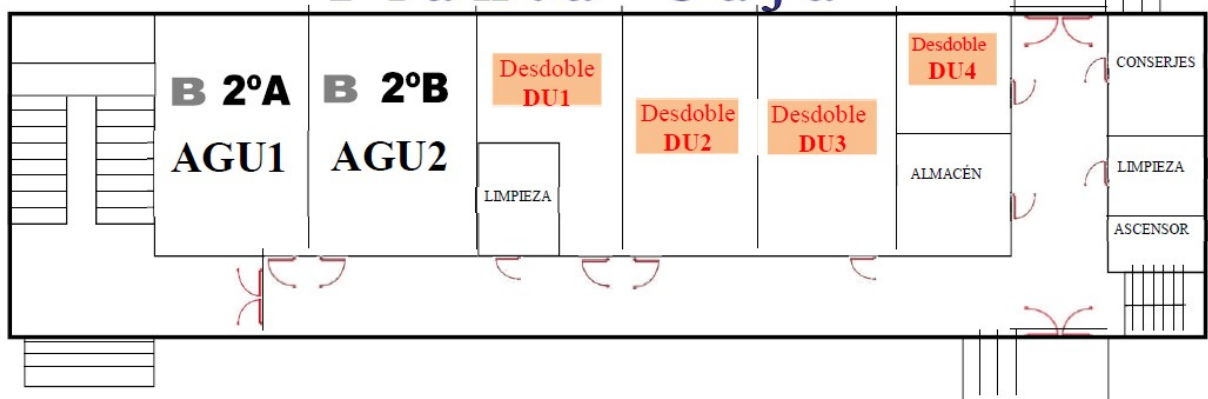 B 2ºA
AGU1
B 2ºB
AGU2
Desdoble
DU1
LIMPIEZA
Desdoble
DU2
Desdoble
DU3
Desdoble
DU4
ALMACÉN
CONSERJES
LIMPIEZA
ASCENSOR